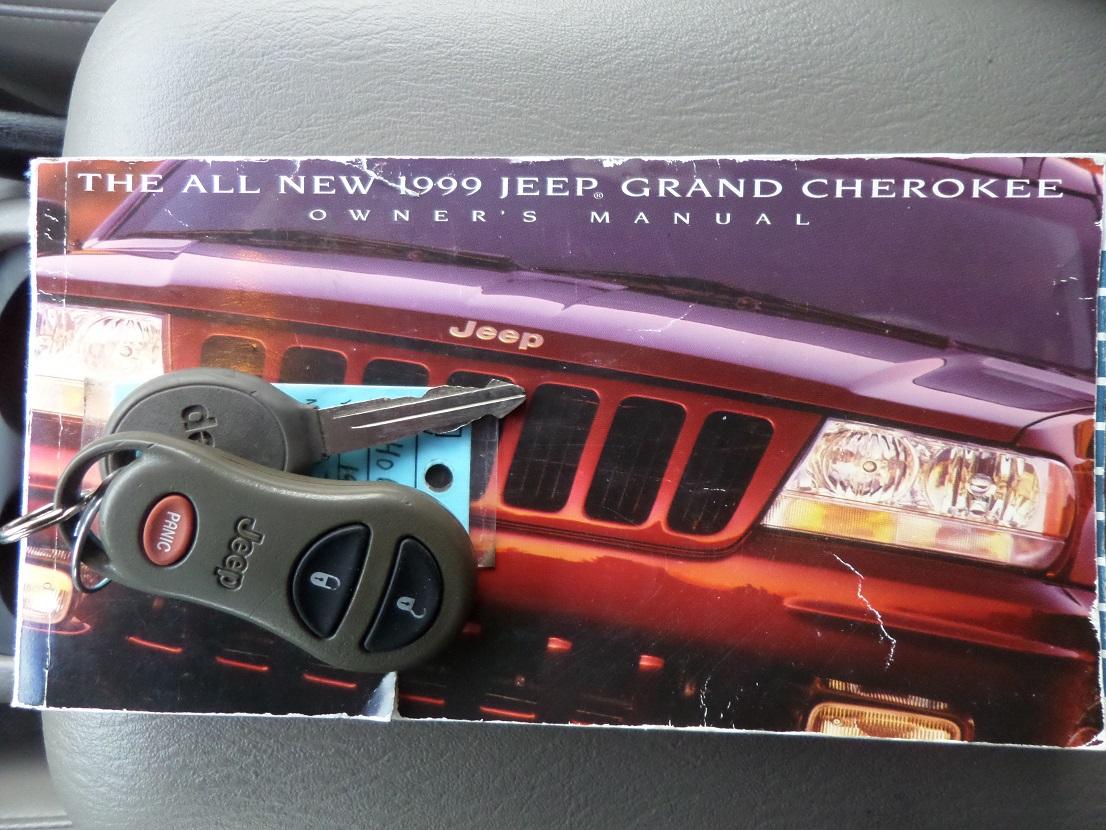 THE ALL NEW 1999 JEEP® GRAND CHEROKEE
OWNER'S MANUAL
Jeep
PANIC
Jeep